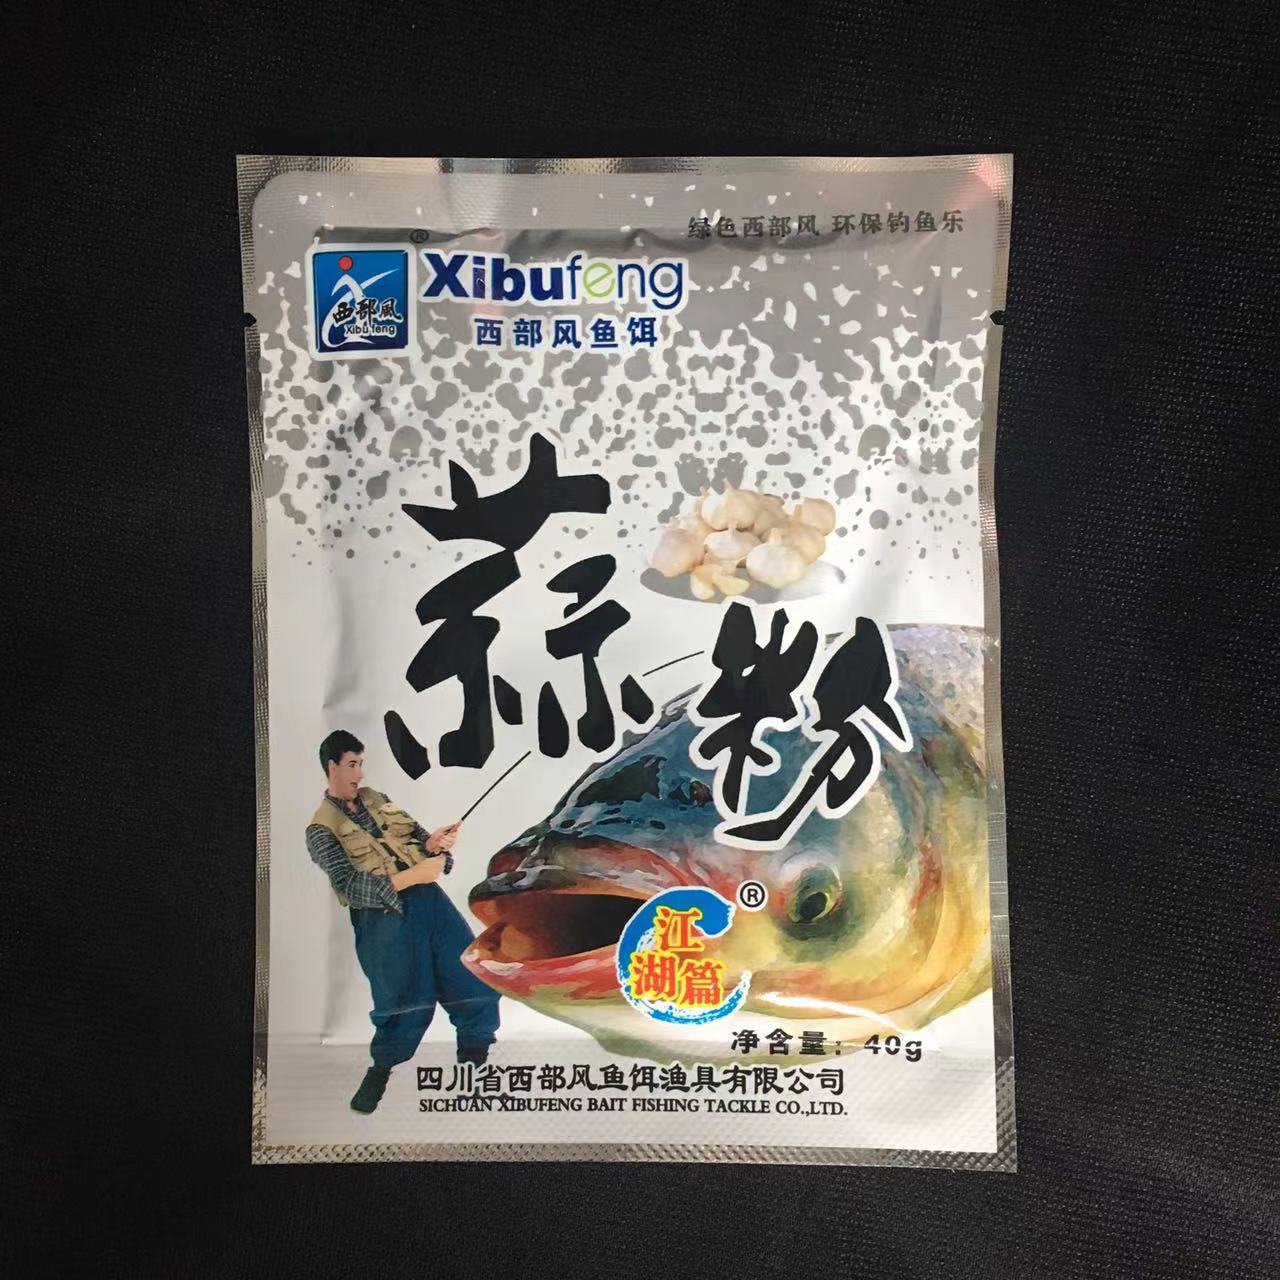 绿色西部风 环保钓鱼乐
®
西部風
Xibu feng
Xibufeng
西部风鱼饵
蒜粉
®
江
湖篇
净含量：40g
四川省西部风鱼饵渔具有限公司
SICHUAN XIBUFENG BAIT FISHING TACKLE CO.,LTD.